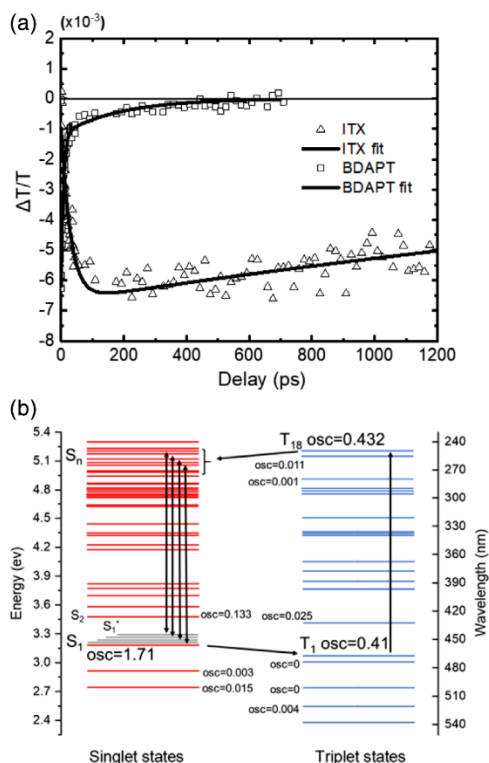 (a)
(×10⁻³)
2
1
0
-1
-2
-3
-4
-5
-6
-7
-8
ΔT/T
ITX
ITX fit
BDAPT
BDAPT fit
0 200 400 600 800 1000 1200
Delay (ps)
(b)
5.4
5.1
4.8
4.5
4.2
3.9
3.6
3.3
3.0
2.7
2.4
Energy (ev)
Sn
S2
S1*
S1
osc=1.71
osc=0.133
osc=0.003
osc=0.015
Singlet states
T18 osc=0.432
osc=0.011
osc=0.001
osc=0.025
T1 osc=0.41
osc=0
osc=0
osc=0.004
Triplet states
240
270
300
330
360
390
420
450
480
510
540
Wavelength (nm)